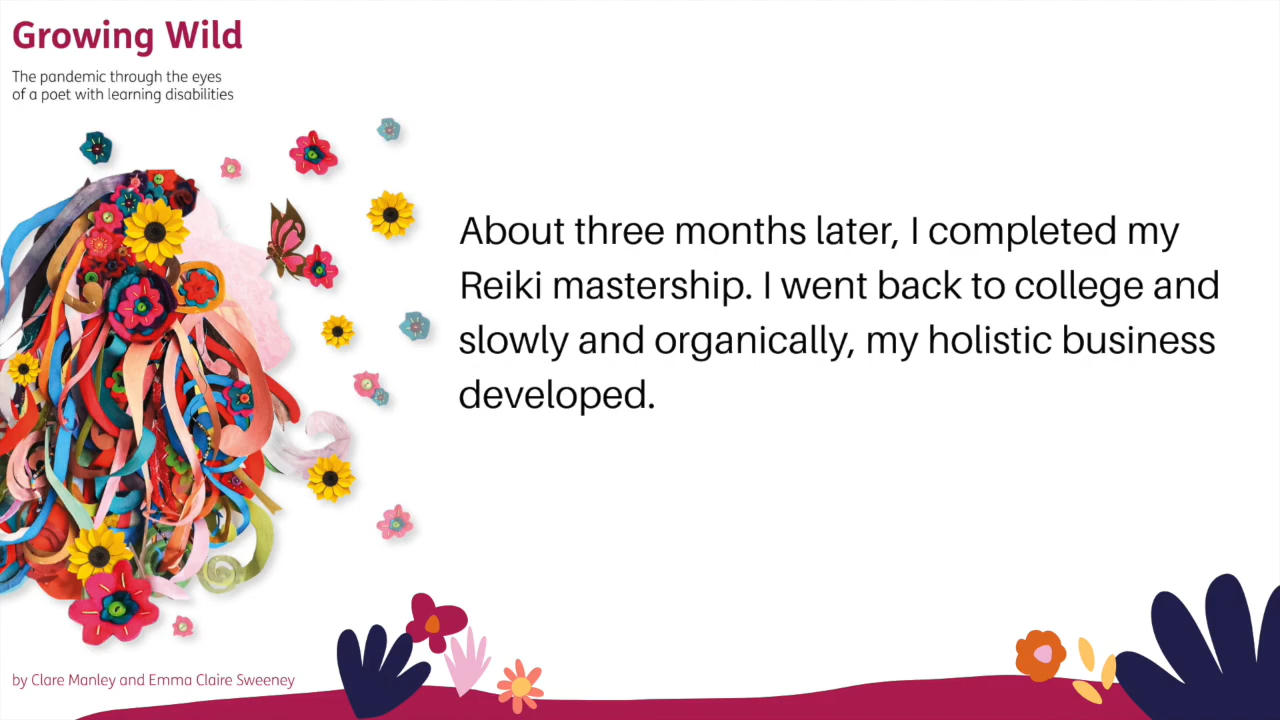 Growing Wild
The pandemic through the eyes
of a poet with learning disabilities
About three months later, I completed my
Reiki mastership. I went back to college and
slowly and organically, my holistic business
developed.
by Clare Manley and Emma Claire Sweeney